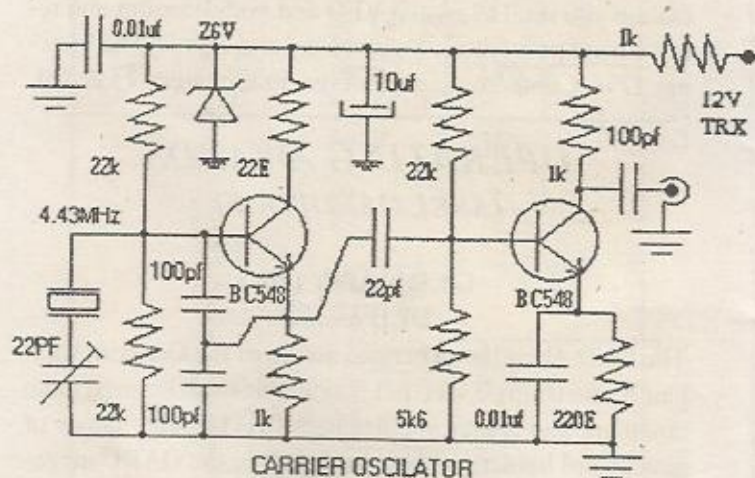 0.01uf
Z6V
1k
10uf
12V
TRX
22k
22E
22k
1k
100pf
4.43MHz
100pf
BC548
22pf
BC548
22PF
22k
100pf
1k
5k6
0.01uf
220E
CARRIER OSCILATOR